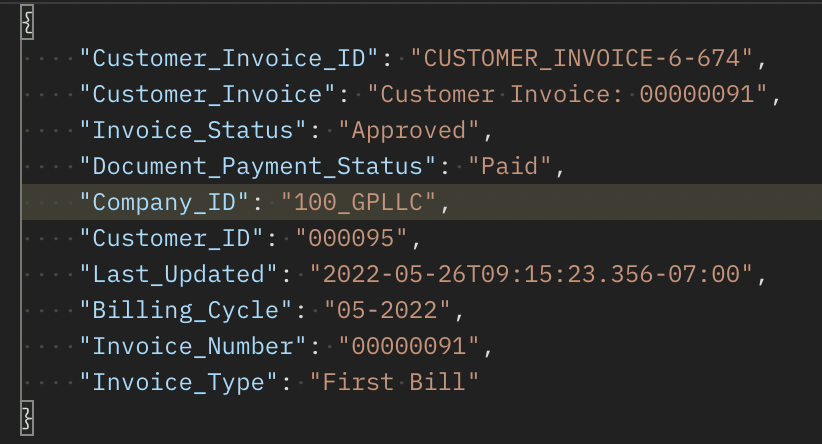 {
    "Customer_Invoice_ID": "CUSTOMER_INVOICE-6-674",
    "Customer_Invoice": "Customer Invoice: 00000091",
    "Invoice_Status": "Approved",
    "Document_Payment_Status": "Paid",
    "Company_ID": "100_GPLLC",
    "Customer_ID": "000095",
    "Last_Updated": "2022-05-26T09:15:23.356-07:00",
    "Billing_Cycle": "05-2022",
    "Invoice_Number": "00000091",
    "Invoice_Type": "First Bill"
}